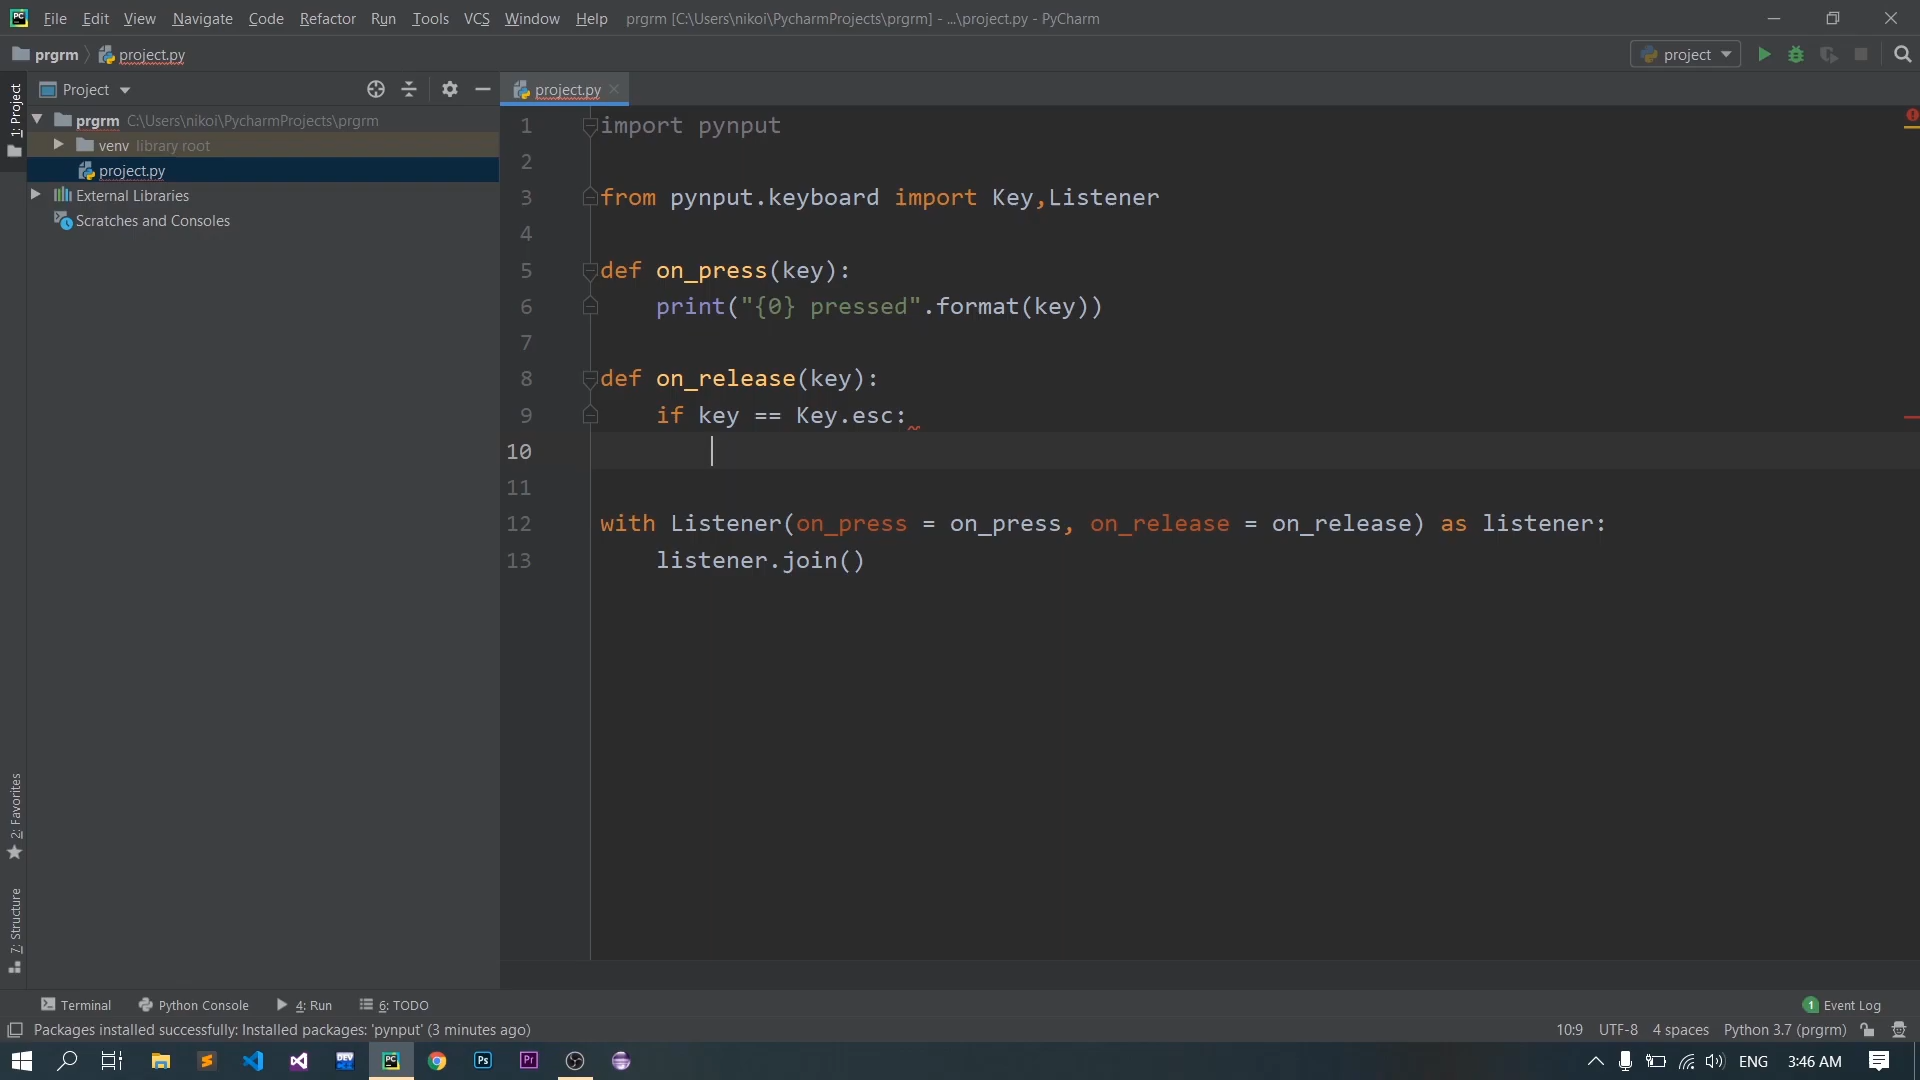 File Edit View Navigate Code Refactor Run Tools VCS Window Help prgrm [C:\Users\nikoi\PycharmProjects\prgrm] - ...\project.py - PyCharm
prgrm project.py
project
1: Project
Project
prgrm C:\Users\nikoi\PycharmProjects\prgrm
venv library root
project.py
External Libraries
Scratches and Consoles
project.py
1 import pynput
2
3 from pynput.keyboard import Key,Listener
4
5 def on_press(key):
6 print("{0} pressed".format(key))
7
8 def on_release(key):
9 if key == Key.esc:
10
11
12 with Listener(on_press = on_press, on_release = on_release) as listener:
13 listener.join()
2: Favorites
7: Structure
Terminal Python Console 4: Run 6: TODO
1 Event Log
Packages installed successfully: Installed packages: 'pynput' (3 minutes ago)
10:9 UTF-8 4 spaces Python 3.7 (prgrm)
DEV PC Ps Pr
ENG 3:46 AM